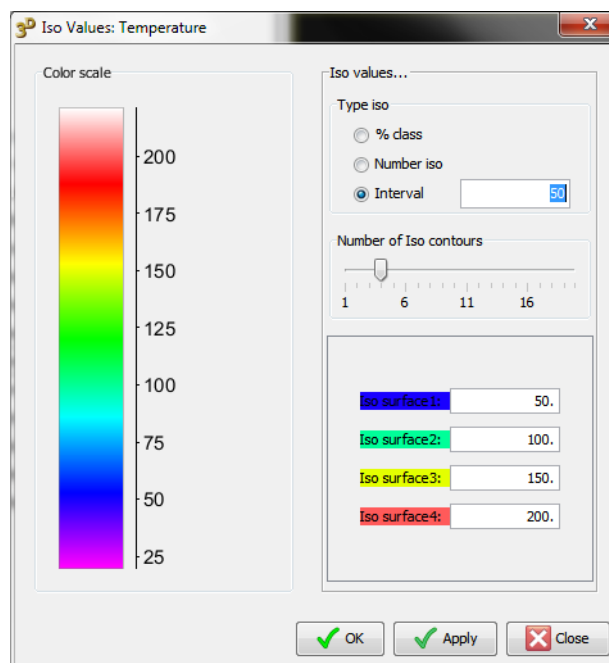 3D Iso Values: Temperature
Color scale
200
175
150
125
100
75
50
25
Iso values...
Type iso
% class
Number iso
Interval 50
Number of Iso contours
1 6 11 16
Iso surface1: 50.
Iso surface2: 100.
Iso surface3: 150.
Iso surface4: 200.
OK Apply Close